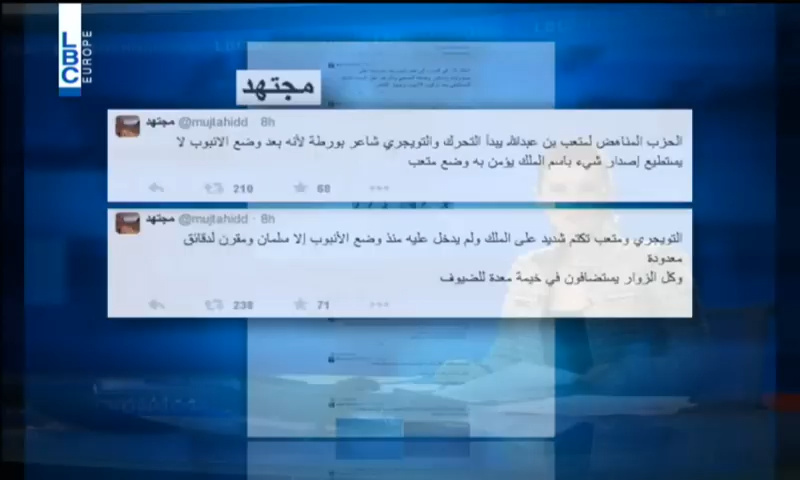 LBC
EUROPE
مجتهد
مجتهد @mujtahidd 8h
الحزب المناهض لمتعب بن عبدالله يبدأ التحرك والتويجري شاعر بورطة لأنه بعد وضع الانبوب لا
يستطيع إصدار شيء باسم الملك يؤمن به وضع متعب
210 68
مجتهد @mujtahidd · 8h
التويجري ومتعب تكتم شديد على الملك ولم يدخل عليه منذ وضع الأنبوب إلا سلمان ومقرن لدقائق
معدودة
وكل الزوار يستضافون في خيمة معدة للضيوف
238 71